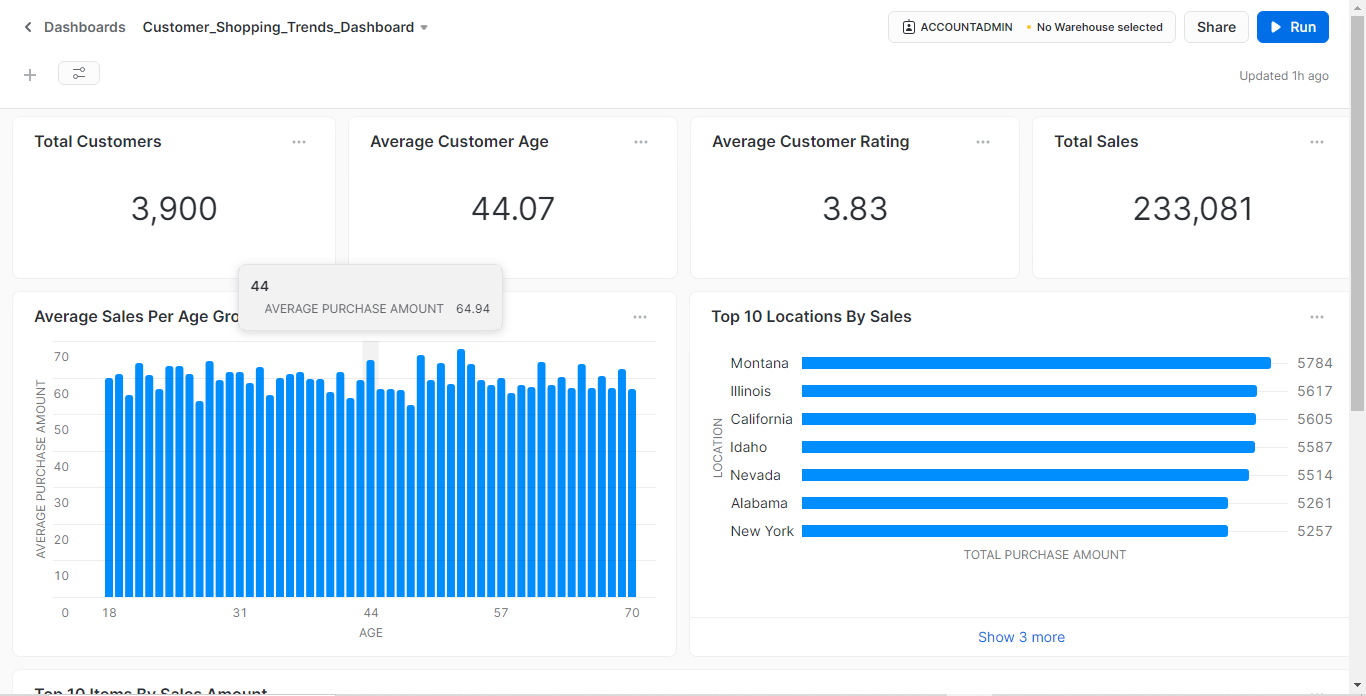 Dashboards Customer_Shopping_Trends_Dashboard
ACCOUNTADMIN • No Warehouse selected
Share
Run
Updated 1h ago
Total Customers
3,900
Average Customer Age
44.07
Average Customer Rating
3.83
Total Sales
233,081
44
AVERAGE PURCHASE AMOUNT 64.94
Average Sales Per Age Gro
AVERAGE PURCHASE AMOUNT
70
60
50
40
30
20
10
0
18 31 44 57 70
AGE
Top 10 Locations By Sales
LOCATION
Montana 5784
Illinois 5617
California 5605
Idaho 5587
Nevada 5514
Alabama 5261
New York 5257
TOTAL PURCHASE AMOUNT
Show 3 more
Top 10 Items By Sales Amount